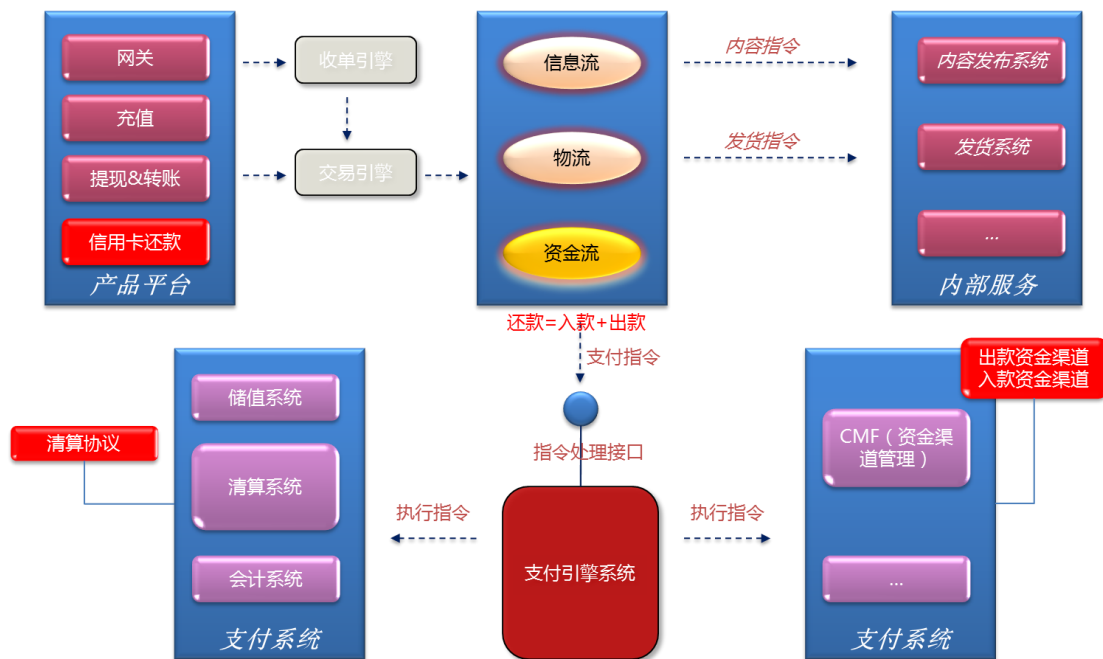 网关
充值
提现&转账
信用卡还款
产品平台
收单引擎
交易引擎
信息流
物流
资金流
内容指令
发货指令
内容发布系统
发货系统
...
内部服务
还款=入款+出款
支付指令
指令处理接口
支付引擎系统
执行指令
执行指令
清算协议
储值系统
清算系统
会计系统
支付系统
出款资金渠道
入款资金渠道
CMF（资金渠
道管理）
...
支付系统